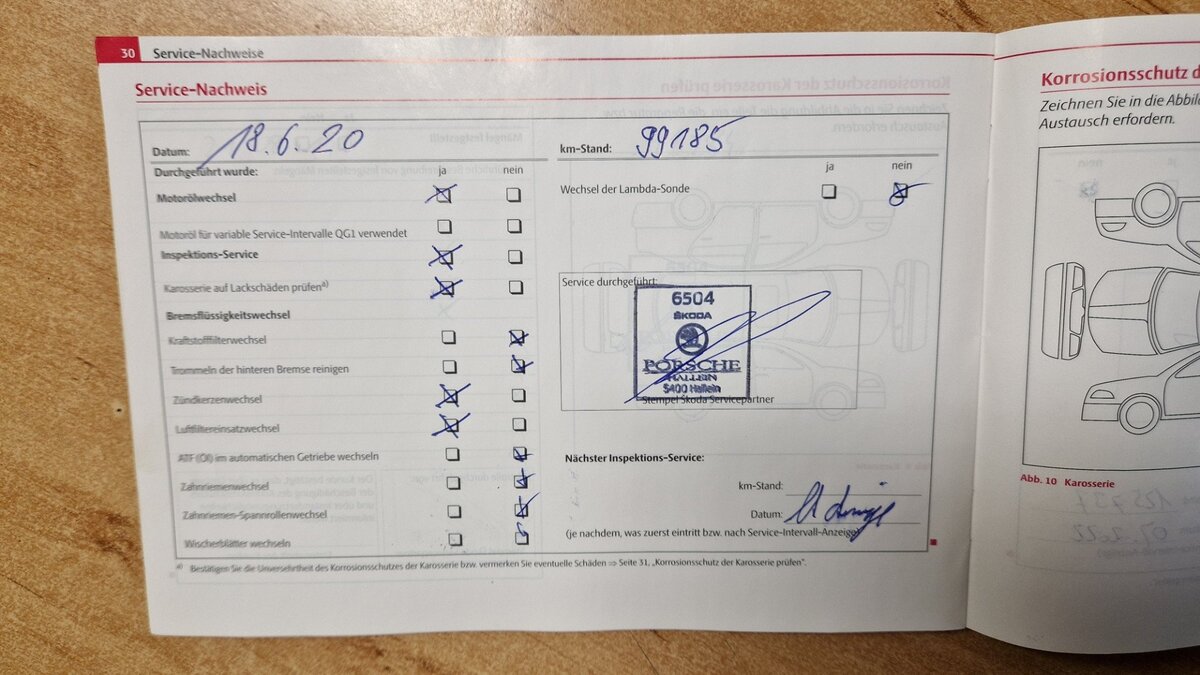 30 Service-Nachweise
Service-Nachweis
Datum: 18.6.20
km-Stand: 99185
Durchgeführt wurde: ja nein
Motorölwechsel
Motoröl für variable Service-Intervalle QG1 verwendet
Inspektions-Service
Karosserie auf Lackschäden prüfen a)
Bremsflüssigkeitswechsel
Kraftstofffilterwechsel
Trommeln der hinteren Bremse reinigen
Zündkerzenwechsel
Luftfiltereinsatzwechsel
ATF (Öl) im automatischen Getriebe wechseln
Zahnriemenwechsel
Zahnriemen-Spannrollenwechsel
Wischerblätter wechseln
ja nein
Wechsel der Lambda-Sonde
Service durchgeführt:
6504
ŠKODA
PORSCHE
HALLEIN
5400 Hallein
Stempel Škoda Servicepartner
Nächster Inspektions-Service:
km-Stand:
Datum:
(je nachdem, was zuerst eintritt bzw. nach Service-Intervall-Anzeige)
a) Bestätigen Sie die Unversehrtheit des Korrosionsschutzes der Karosserie bzw. vermerken Sie eventuelle Schäden ⇒ Seite 31, „Korrosionsschutz der Karosserie prüfen".
Korrosionsschutz d
Zeichnen Sie in die Abbil
Austausch erfordern.
Abb. 10 Karosserie